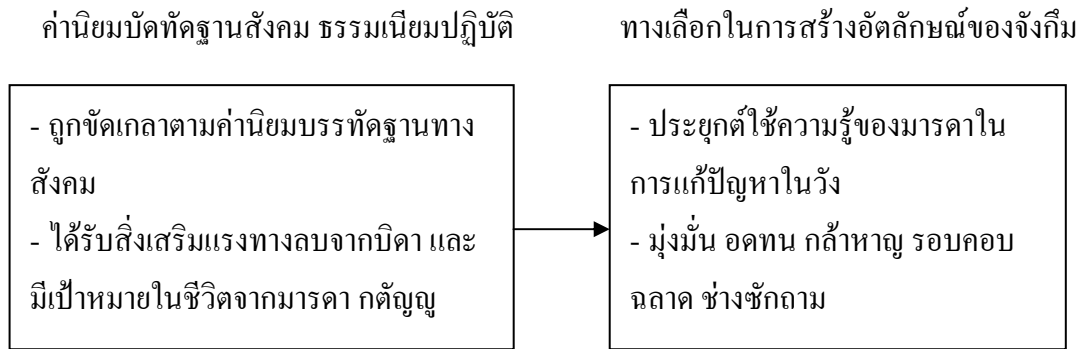 ค่านิยมบัดทัดฐานสังคม ธรรมเนียมปฏิบัติ
- ถูกขัดเกลาตามค่านิยมบรรทัดฐานทาง
สังคม
- ได้รับสิ่งเสริมแรงทางลบจากบิดา และ
มีเป้าหมายในชีวิตจากมารดา กตัญญู
ทางเลือกในการสร้างอัตลักษณ์ของจังกึม
- ประยุกต์ใช้ความรู้ของมารดาใน
การแก้ปัญหาในวัง
- มุ่งมั่น อดทน กล้าหาญ รอบคอบ
ฉลาด ช่างซักถาม